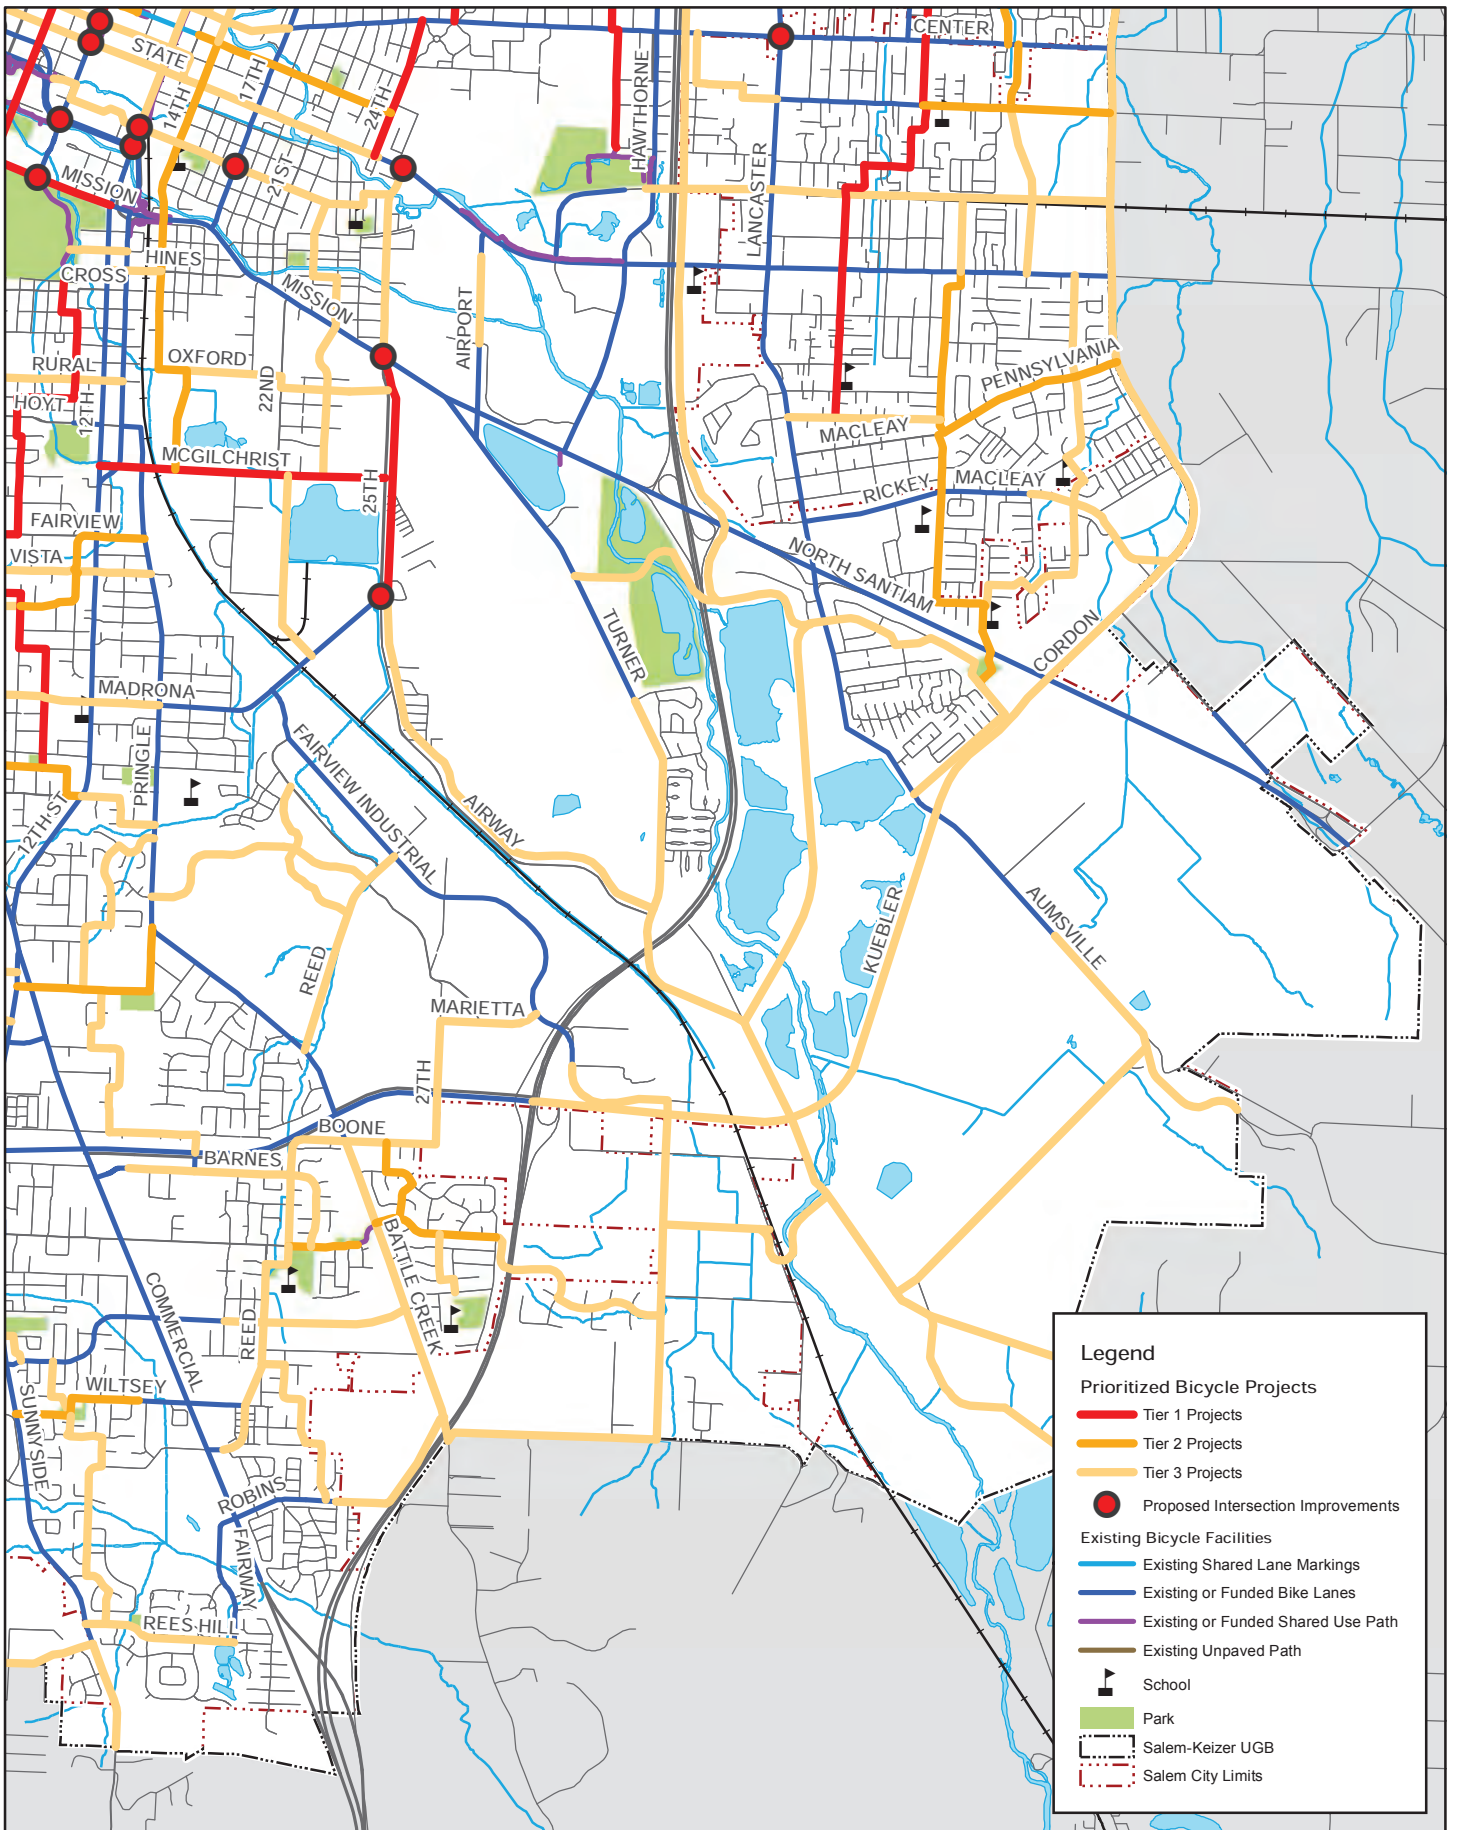 CENTER
STATE
17TH
HAWTHORNE
14TH
24TH
21ST
LANCASTER
MISSION
HINES
CROSS
MISSION
AIRPORT
OXFORD
RURAL
22ND
HOYT
12TH
PENNSYLVANIA
MACLEAY
MCGILCHRIST
25TH
RICKEY
MACLEAY
FAIRVIEW
VISTA
NORTH SANTIAM
TURNER
CORDON
MADRONA
PRINGLE
FAIRVIEW INDUSTRIAL
12TH ST
AIRWAY
KUEBLER
AUMSVILLE
REED
MARIETTA
27TH
BOONE
BARNES
BATTLE CREEK
COMMERCIAL
REED
WILTSEY
SUNNYSIDE
ROBINS
FAIRWAY
REES HILL
Legend
Prioritized Bicycle Projects
Tier 1 Projects
Tier 2 Projects
Tier 3 Projects
Proposed Intersection Improvements
Existing Bicycle Facilities
Existing Shared Lane Markings
Existing or Funded Bike Lanes
Existing or Funded Shared Use Path
Existing Unpaved Path
School
Park
Salem-Keizer UGB
Salem City Limits